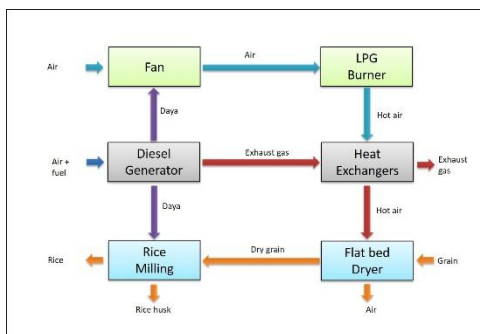 Air
Fan
Air
LPG
Burner
Daya
Hot air
Air +
fuel
Diesel
Generator
Exhaust gas
Heat
Exchangers
Exhaust
gas
Daya
Hot air
Rice
Rice
Milling
Dry grain
Flat bed
Dryer
Grain
Rice husk
Air